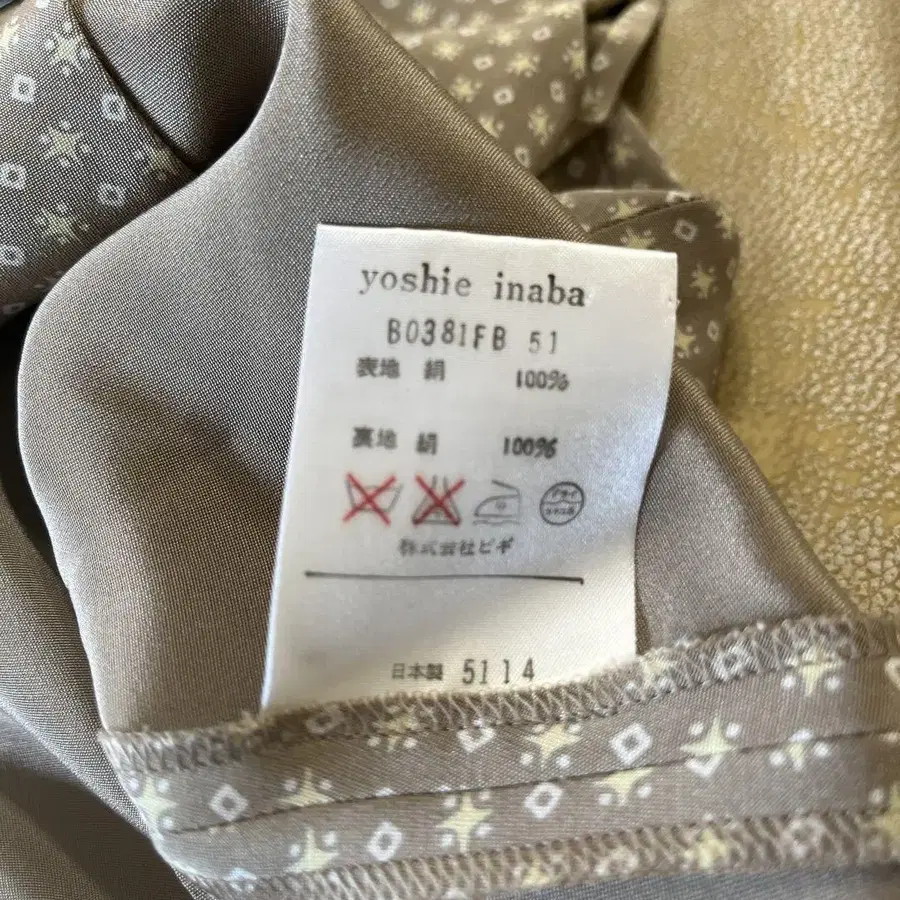 yoshie inaba
B0381FB 51
表地 絹 100%
裏地 絹 100%
株式会社ビギ
日本製 5114